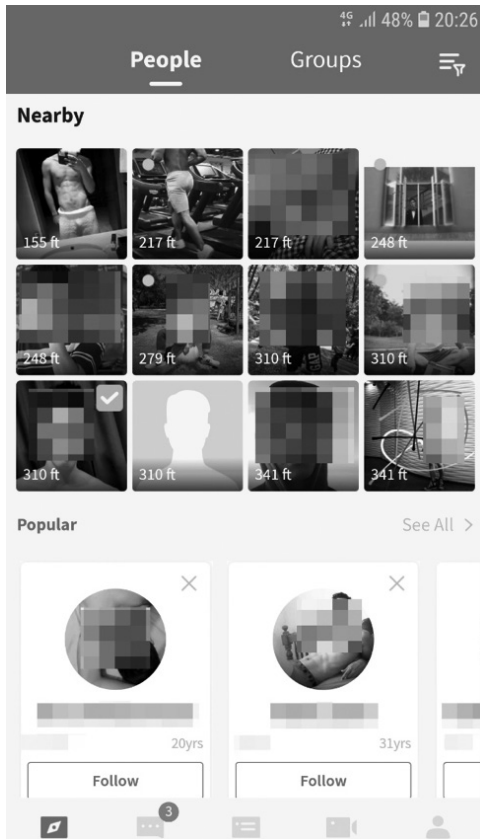 4G 48% 20:26
People Groups
Nearby
155 ft 217 ft 217 ft 248 ft
248 ft 279 ft 310 ft 310 ft
310 ft 310 ft 341 ft 341 ft
Popular See All >
20yrs 31yrs
Follow Follow
3